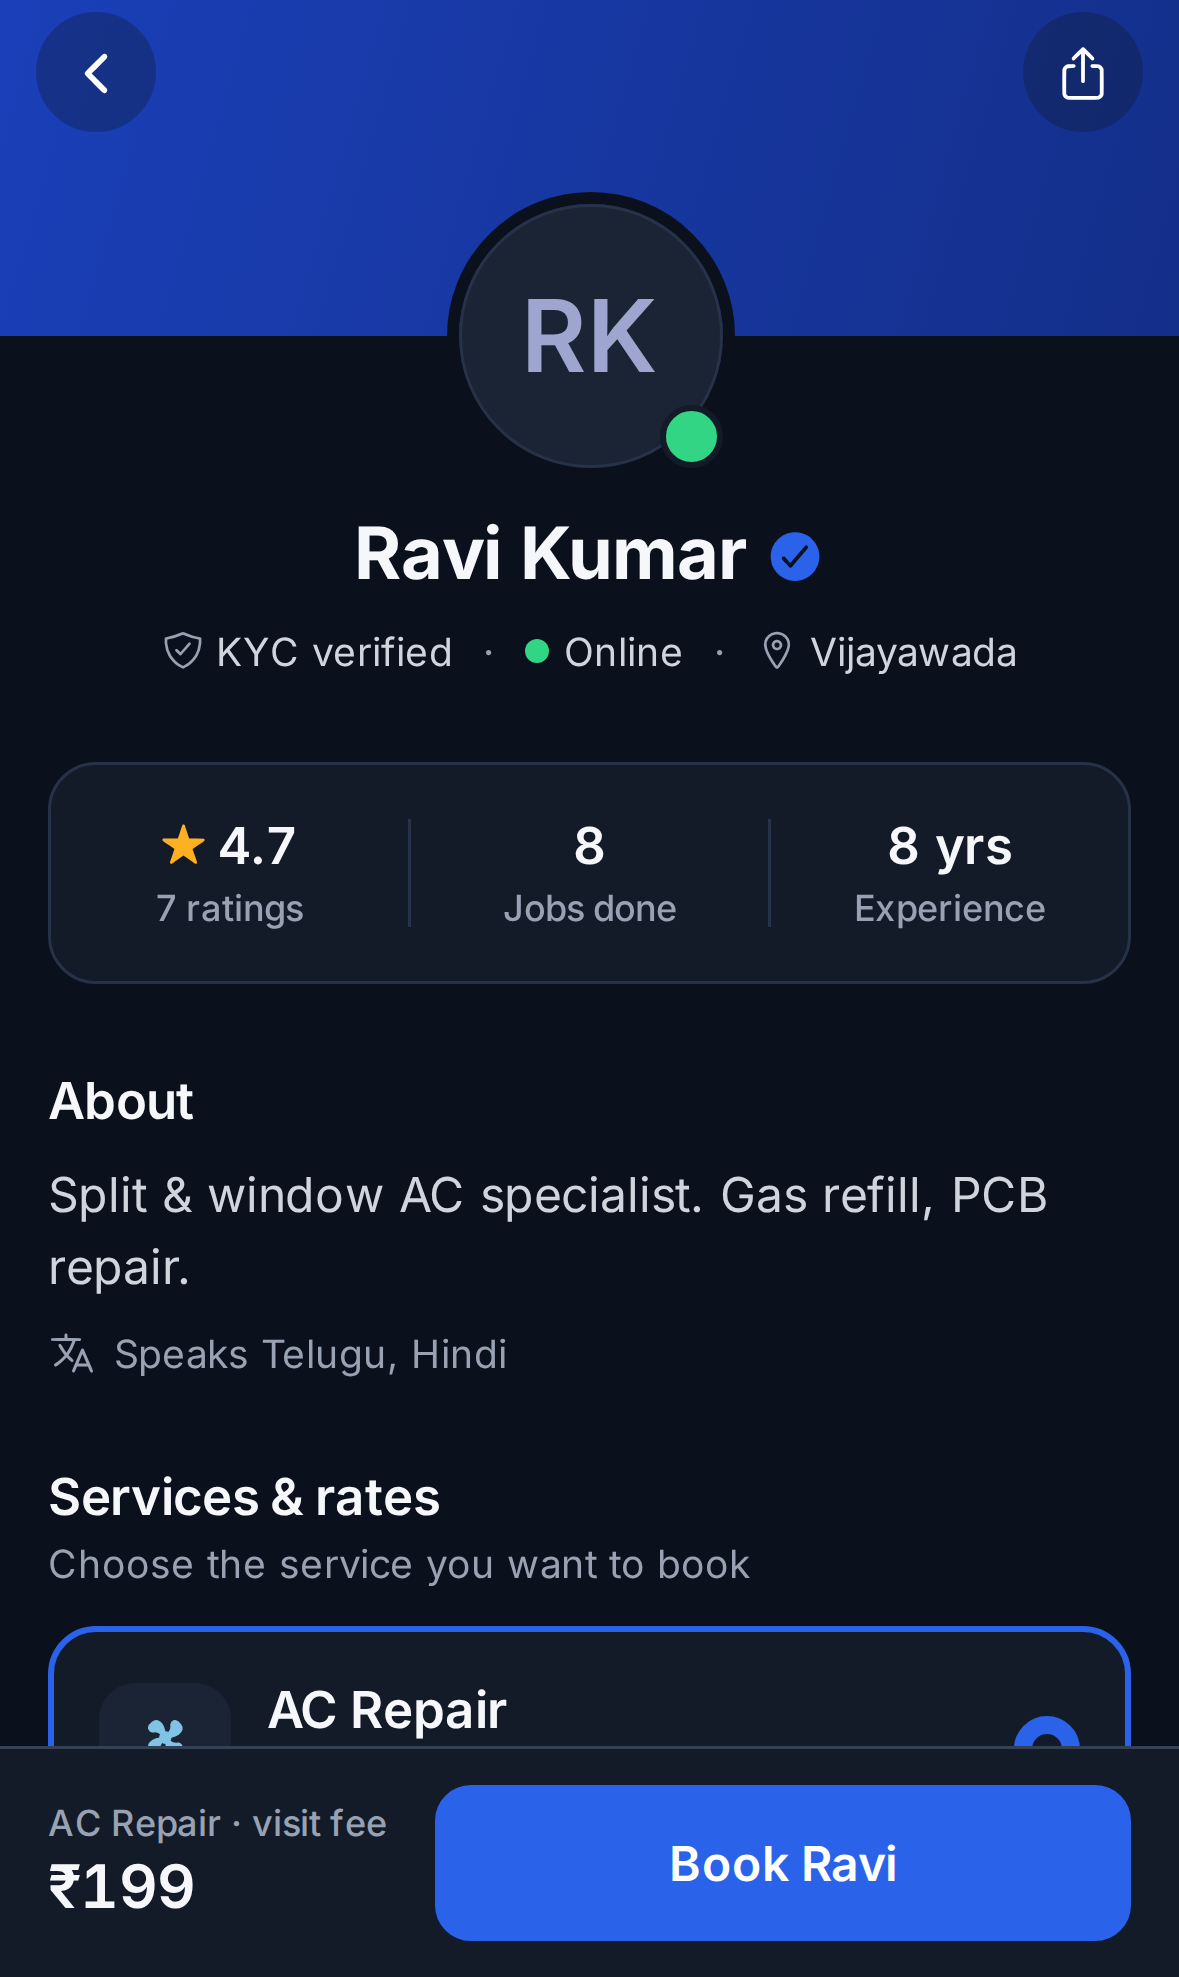 RK
Ravi Kumar
KYC verified · Online · Vijayawada
4.7
7 ratings
8
Jobs done
8 yrs
Experience
About
Split & window AC specialist. Gas refill, PCB
repair.
Speaks Telugu, Hindi
Services & rates
Choose the service you want to book
AC Repair
AC Repair · visit fee
₹199
Book Ravi